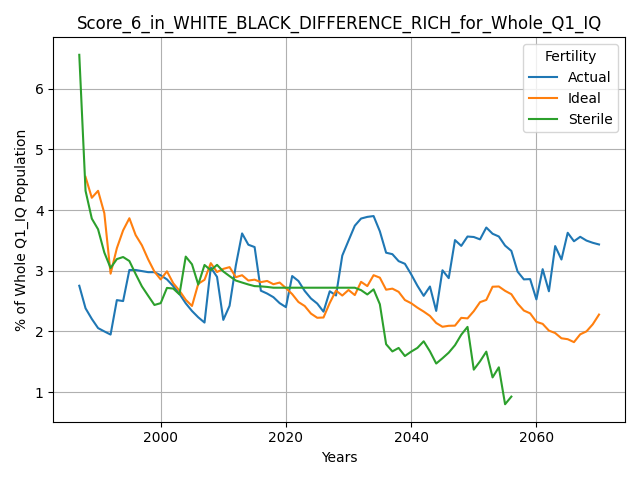 Score_6_in_WHITE_BLACK_DIFFERENCE_RICH_for_Whole_Q1_IQ
Fertility
Actual
Ideal
Sterile
% of Whole Q1_IQ Population
6
5
4
3
2
1
2000 2020 2040 2060
Years